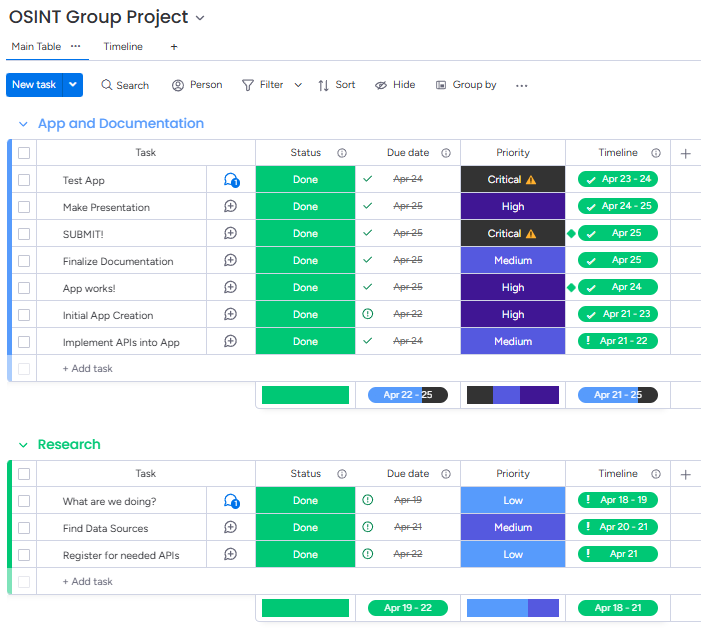 OSINT Group Project
Main Table ··· Timeline +
New task Search Person Filter Sort Hide Group by ···
App and Documentation
Task Status Due date Priority Timeline +
Test App 1 Done Apr 24 Critical Apr 23 - 24
Make Presentation Done Apr 25 High Apr 24 - 25
SUBMIT! Done Apr 25 Critical Apr 25
Finalize Documentation Done Apr 25 Medium Apr 25
App works! Done Apr 25 High Apr 24
Initial App Creation Done Apr 22 High Apr 21 - 23
Implement APIs into App Done Apr 24 Medium ! Apr 21 - 22
+ Add task
Apr 22 - 25 Apr 21 - 25
Research
Task Status Due date Priority Timeline +
What are we doing? 1 Done Apr 19 Low ! Apr 18 - 19
Find Data Sources Done Apr 21 Medium ! Apr 20 - 21
Register for needed APIs Done Apr 22 Low ! Apr 21
+ Add task
Apr 19 - 22 Apr 18 - 21